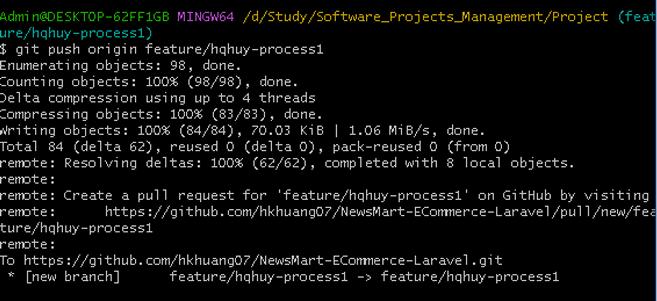 Admin@DESKTOP-62FF1GB MINGW64 /d/Study/Software_Projects_Management/Project (feat
ure/hqhuy-process1)
$ git push origin feature/hqhuy-process1
Enumerating objects: 98, done.
Counting objects: 100% (98/98), done.
Delta compression using up to 4 threads
Compressing objects: 100% (83/83), done.
Writing objects: 100% (84/84), 70.03 KiB | 1.06 MiB/s, done.
Total 84 (delta 62), reused 0 (delta 0), pack-reused 0 (from 0)
remote: Resolving deltas: 100% (62/62), completed with 8 local objects.
remote:
remote: Create a pull request for 'feature/hqhuy-process1' on GitHub by visiting
remote:      https://github.com/hkhuang07/NewsMart-ECommerce-Laravel/pull/new/fea
ture/hqhuy-process1
remote:
To https://github.com/hkhuang07/NewsMart-ECommerce-Laravel.git
 * [new branch]      feature/hqhuy-process1 -> feature/hqhuy-process1